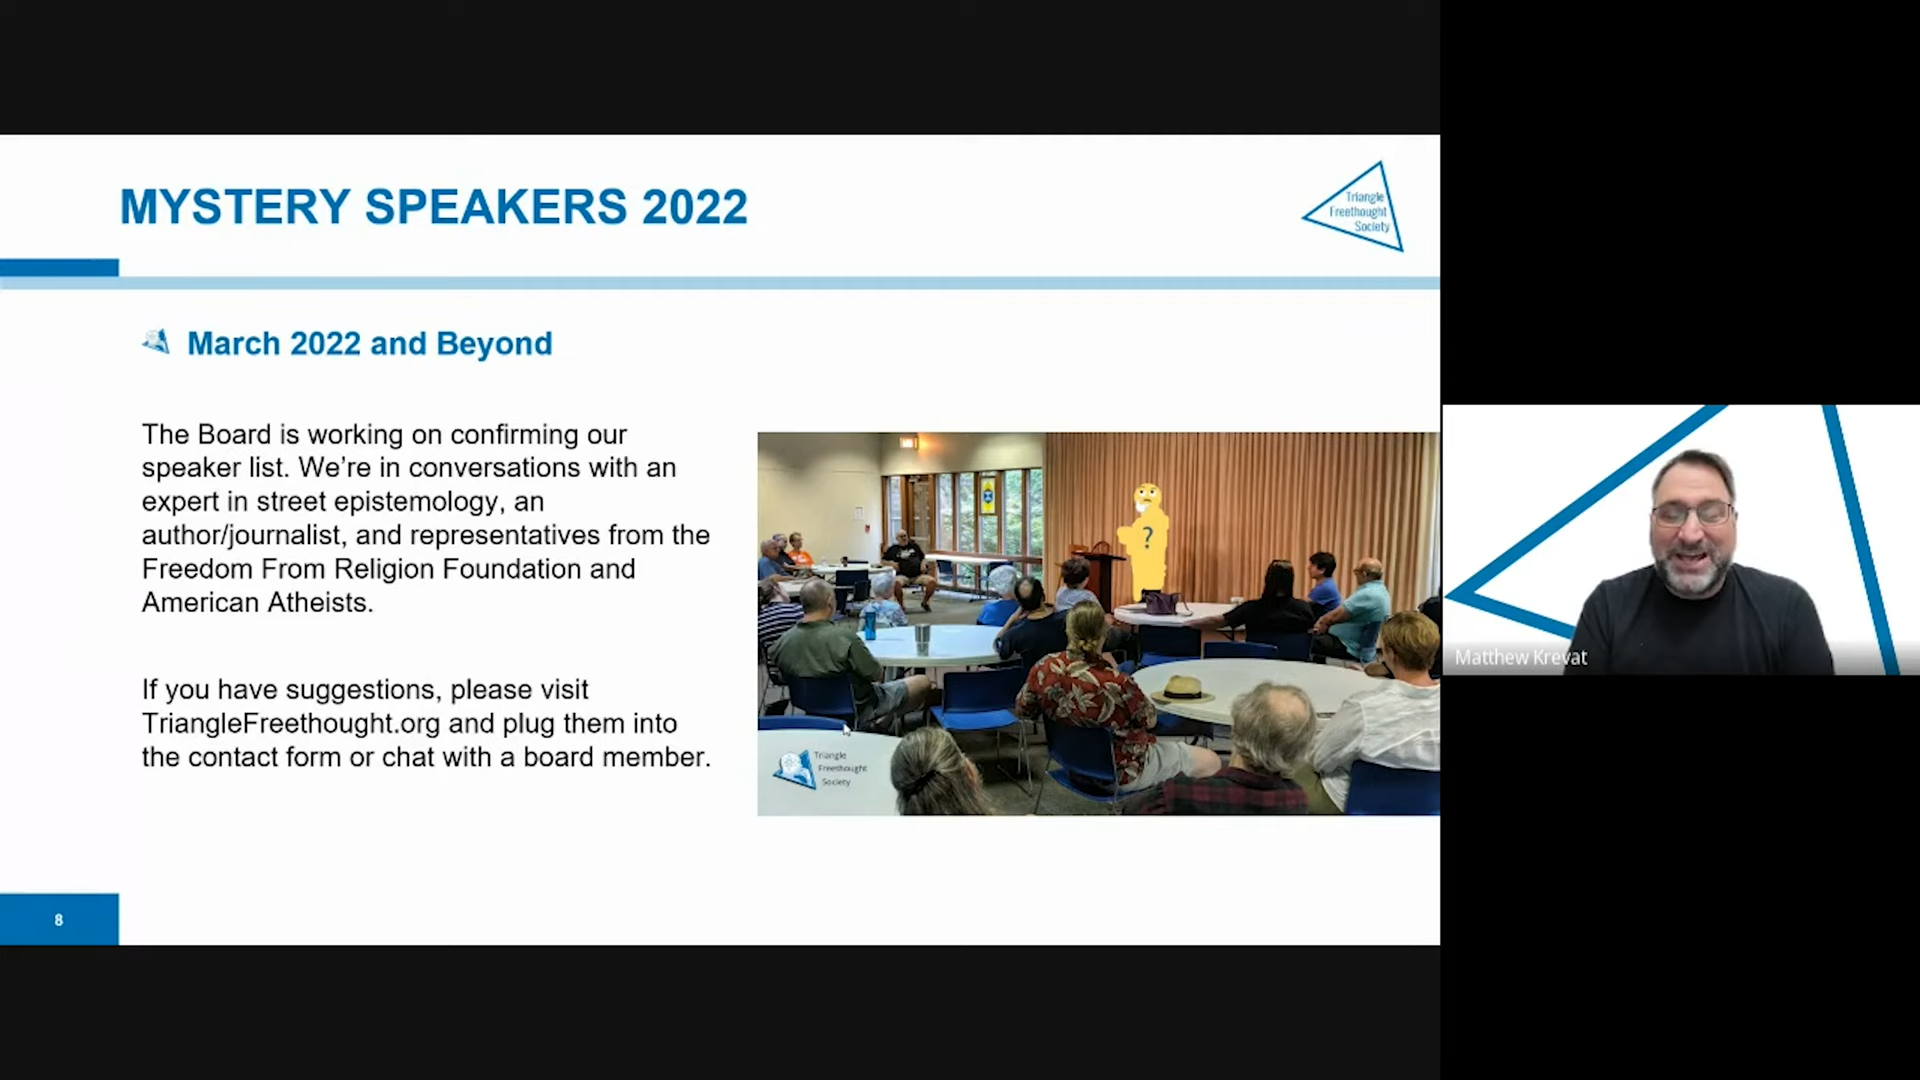 MYSTERY SPEAKERS 2022
Triangle
Freethought
Society
March 2022 and Beyond
The Board is working on confirming our
speaker list. We’re in conversations with an
expert in street epistemology, an
author/journalist, and representatives from the
Freedom From Religion Foundation and
American Atheists.
If you have suggestions, please visit
TriangleFreethought.org and plug them into
the contact form or chat with a board member.
?
Triangle
Freethought
Society
8
Matthew Krevat